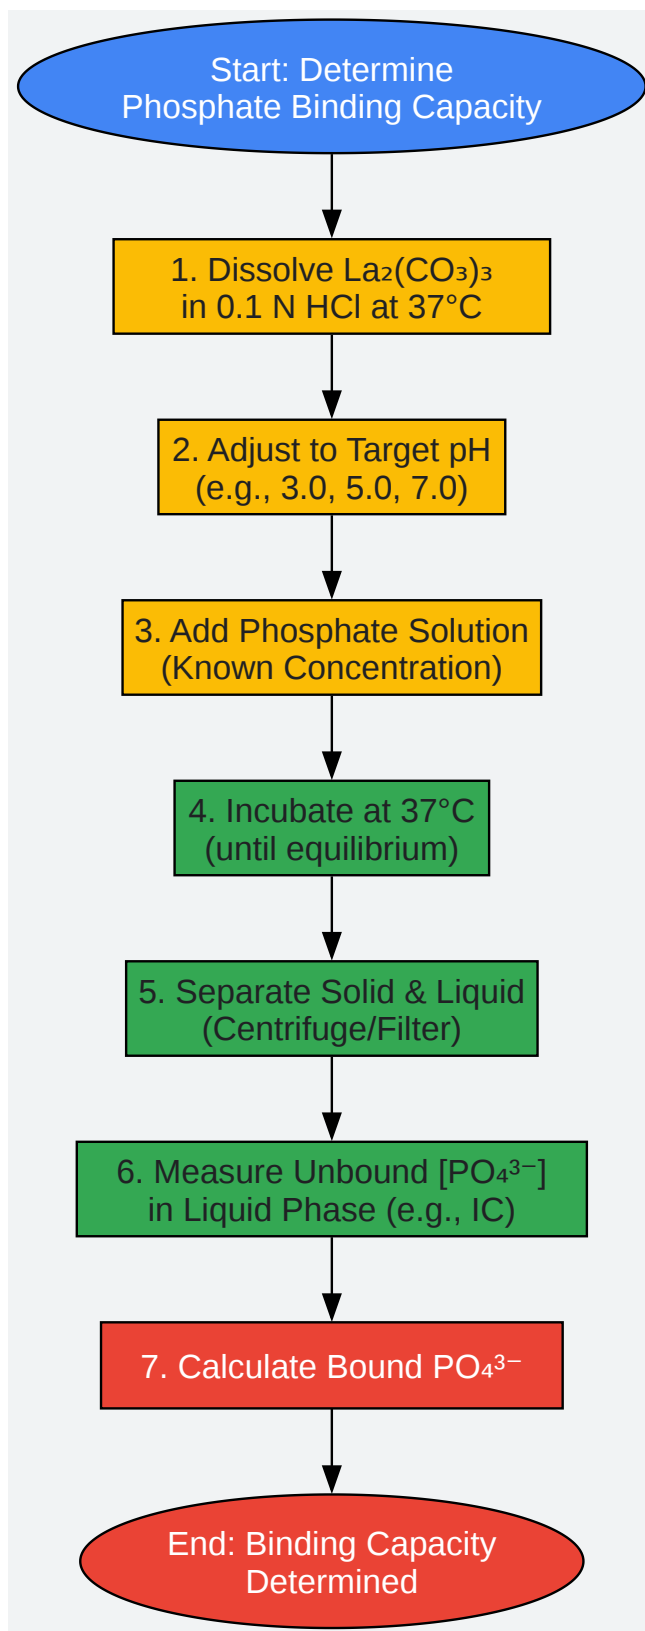 Start: Determine
Phosphate Binding Capacity
1. Dissolve La₂(CO₃)₃
in 0.1 N HCl at 37°C
2. Adjust to Target pH
(e.g., 3.0, 5.0, 7.0)
3. Add Phosphate Solution
(Known Concentration)
4. Incubate at 37°C
(until equilibrium)
5. Separate Solid & Liquid
(Centrifuge/Filter)
6. Measure Unbound [PO₄³⁻]
in Liquid Phase (e.g., IC)
7. Calculate Bound PO₄³⁻
End: Binding Capacity
Determined